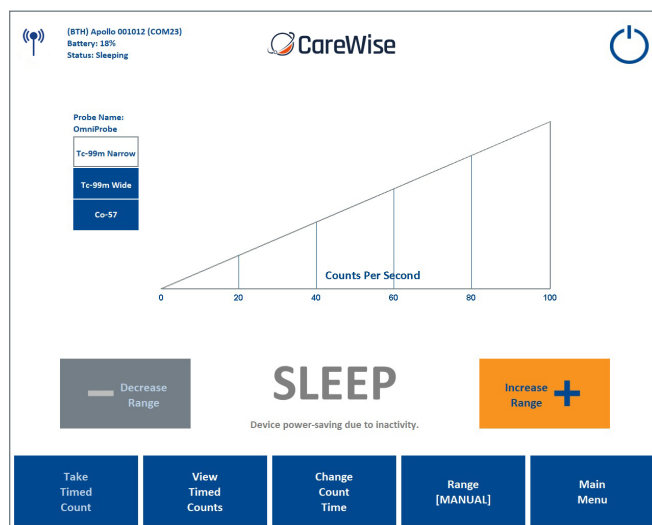 (BTH) Apollo 001012 (COM23)
Battery: 18%
Status: Sleeping
CareWise
Probe Name:
OmniProbe
Tc-99m Narrow
Tc-99m Wide
Co-57
Counts Per Second
0 20 40 60 80 100
Decrease
Range
SLEEP
Device power-saving due to inactivity.
Increase
Range
Take
Timed
Count
View
Timed
Counts
Change
Count
Time
Range
[MANUAL]
Main
Menu